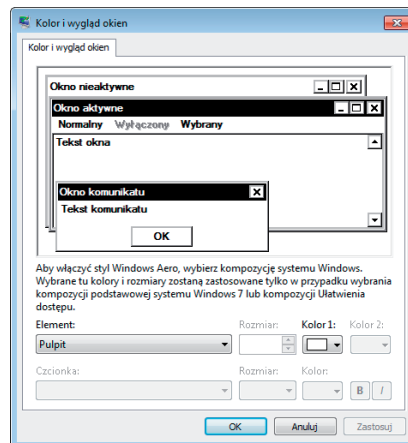 Kolor i wygląd okien
Kolor i wygląd okien
Okno nieaktywne
Okno aktywne
Normalny Wyłączony Wybrany
Tekst okna
Okno komunikatu
Tekst komunikatu
OK
Aby włączyć styl Windows Aero, wybierz kompozycję systemu Windows.
Wybrane tu kolory i rozmiary zostaną zastosowane tylko w przypadku wybrania
kompozycji podstawowej systemu Windows 7 lub kompozycji Ułatwienia
dostępu.
Element: Rozmiar: Kolor 1: Kolor 2:
Pulpit
Czcionka: Rozmiar: Kolor:
B I
OK Anuluj Zastosuj